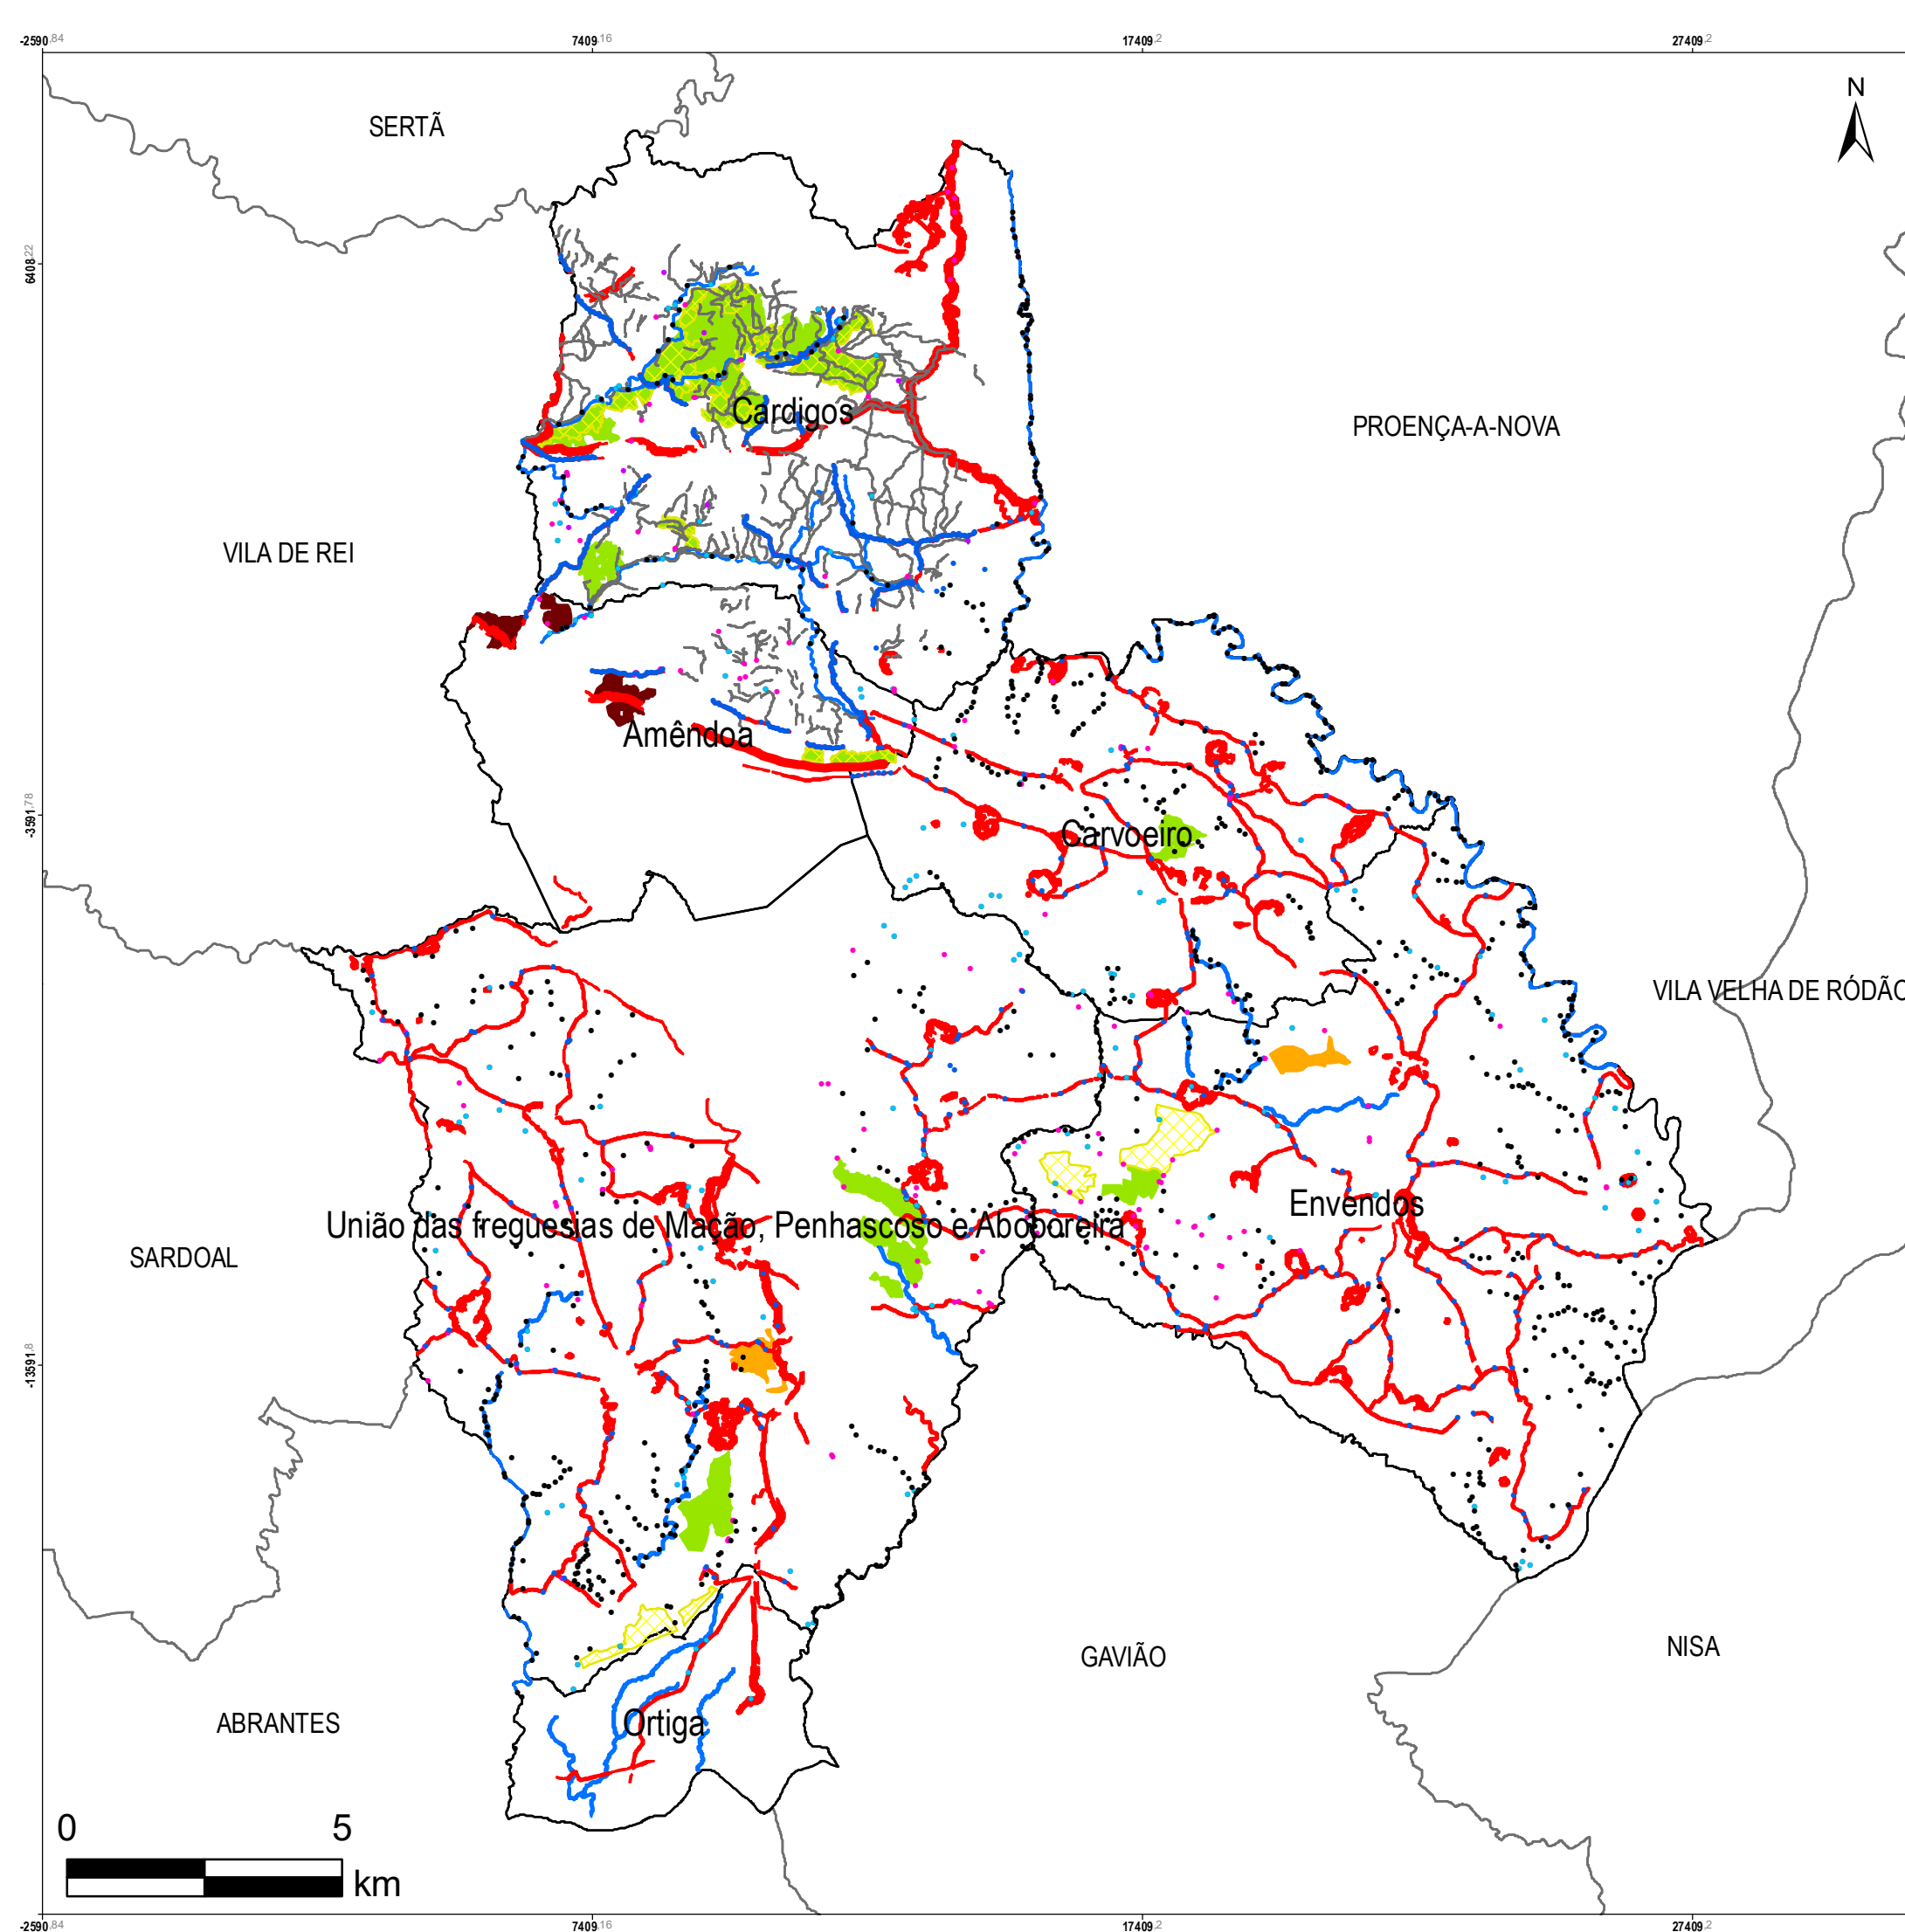 -2590,84 7409,16 17409,2 27409,2
N
SERTÃ
6408,22
Cardigos
PROENÇA-A-NOVA
VILA DE REI
Amêndoa
-3591,78
Carvoeiro
VILA VELHA DE RÓDÃO
Envendos
União das freguesias de Mação, Penhascoso e Aboboreira
SARDOAL
-13591,8
GAVIÃO
NISA
ABRANTES
Ortiga
0 5
km
-2590,84 7409,16 17409,2 27409,2